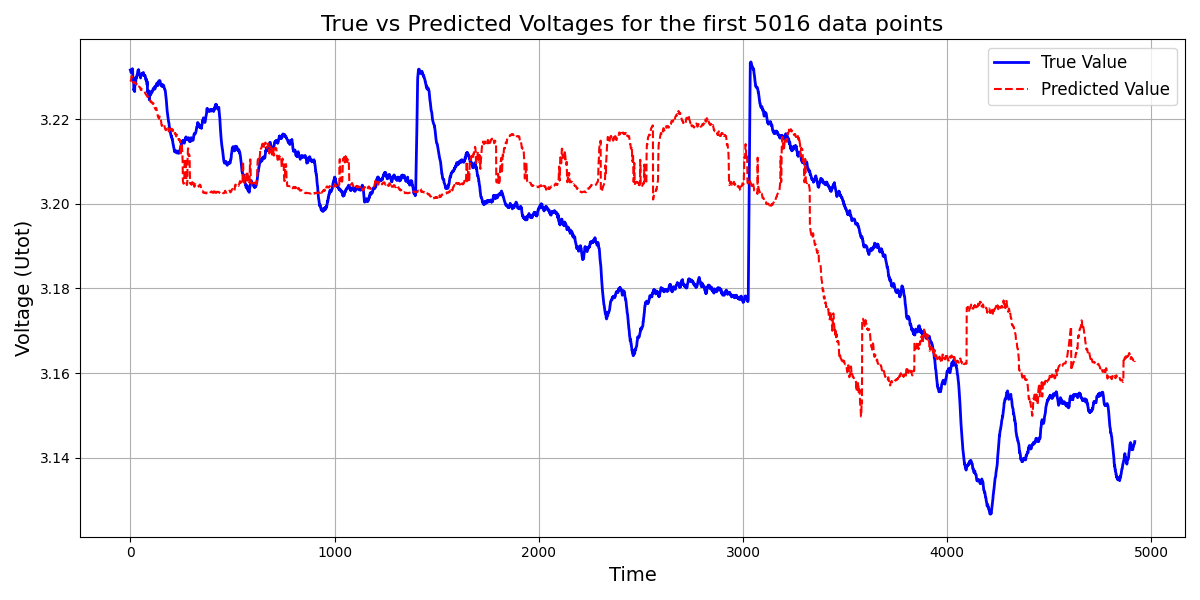 True vs Predicted Voltages for the first 5016 data points
True Value
Predicted Value
Voltage (Utot)
3.22
3.20
3.18
3.16
3.14
0 1000 2000 3000 4000 5000
Time